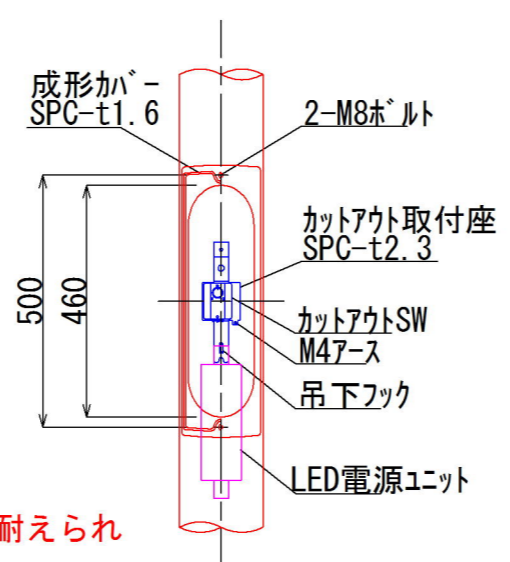 成形ｶﾊﾞｰ
SPC-t1.6
2-M8ﾎﾞﾙﾄ
ｶｯﾄｱｳﾄ取付座
SPC-t2.3
500
460
ｶｯﾄｱｳﾄSW
M4ｱｰｽ
吊下ﾌｯｸ
LED電源ﾕﾆｯﾄ
耐えられ